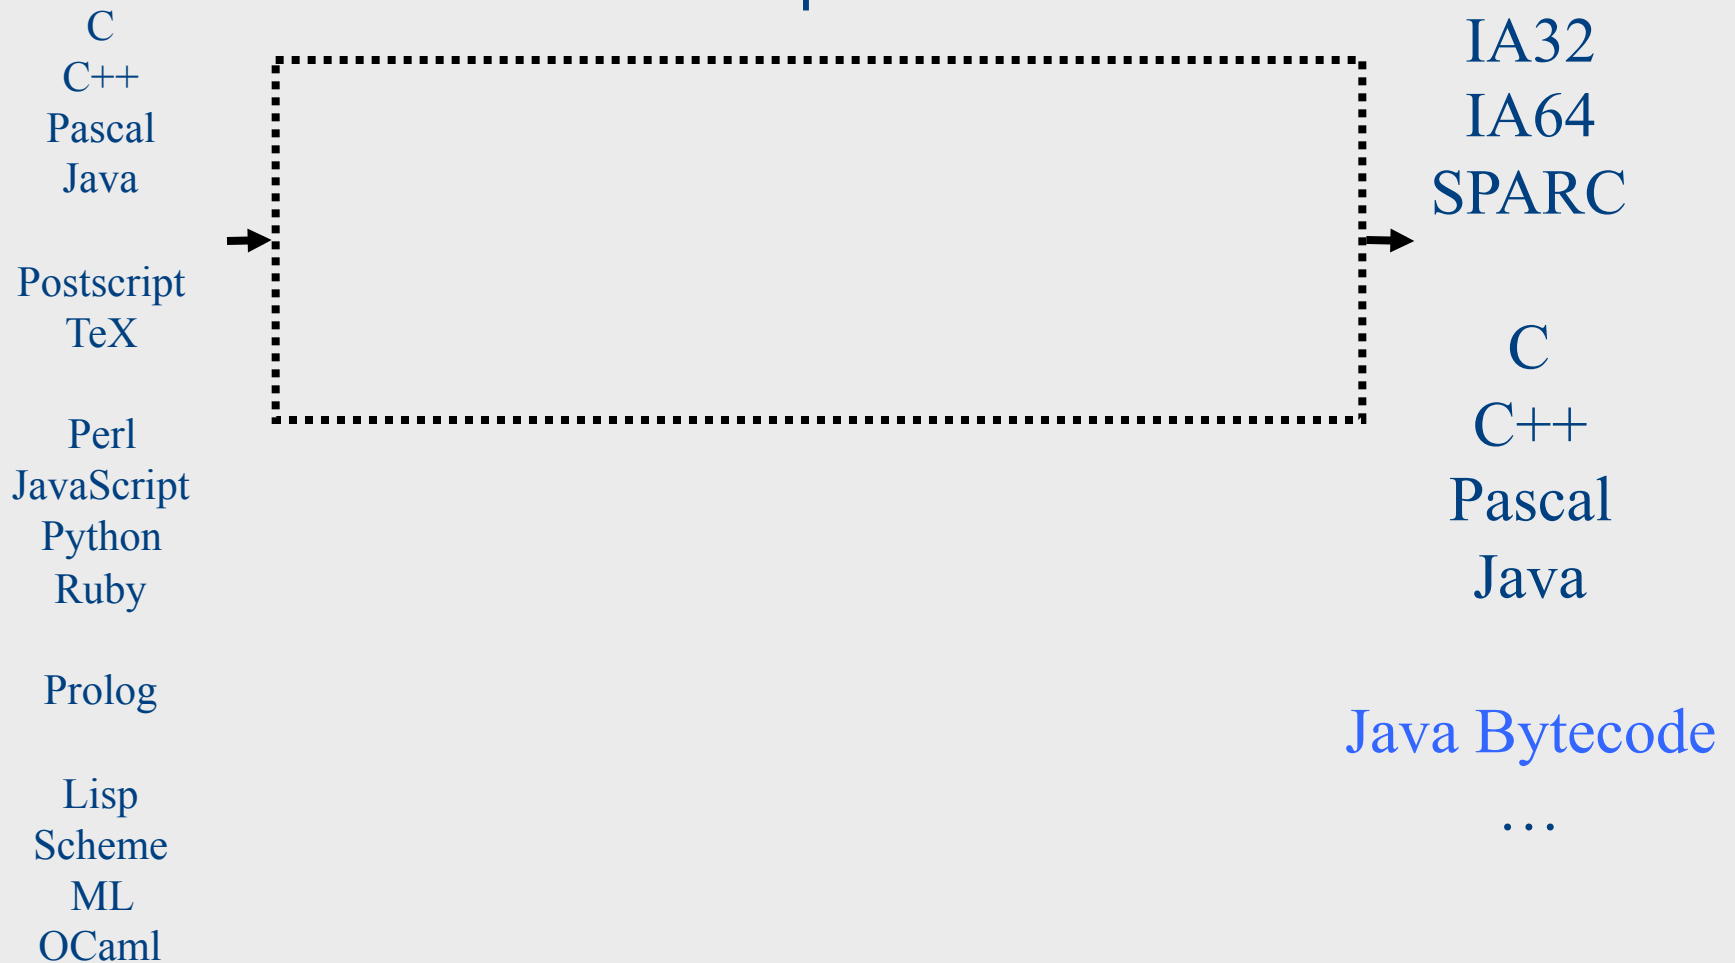 C
C++
Pascal
Java
Postscript
TeX
Perl
JavaScript
Python
Ruby
Prolog
Lisp
Scheme
ML
OCaml
IA32
IA64
SPARC
C
C++
Pascal
Java
Java Bytecode
…